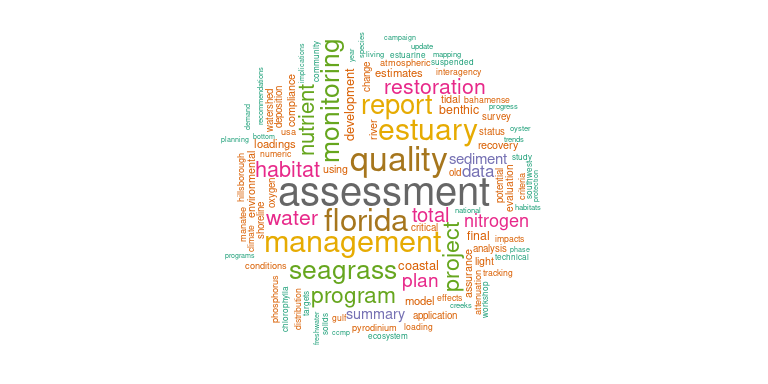 campaign
update
species
living
estuarine
mapping
year
community
implications
atmospheric
suspended
monitoring
change
estimates
interagency
recommendations
watershed
deposition
compliance
nutrient
development
restoration
report
tidal
bahamense
progress
demand
benthic
survey
river
estuary
usa
status
oyster
planning
bottom
trends
loadings
recovery
numeric
quality
sediment
study
habitat
using
old
data
hillsborough
environmental
oxygen
assessment
potential
evaluation
criteria
southwest
protection
manatee
climate
shoreline
water
florida
total
national
nitrogen
habitats
critical
management
project
final
impacts
analysis
phase
technical
programs
conditions
seagrass
coastal
assurance
light
tracking
plan
phosphorus
chlorophylla
distribution
targets
program
model
effects
creeks
attenuation
workshop
freshwater
solids
gulf
summary
application
ccmp
pyrodinium
loading
ecosystem